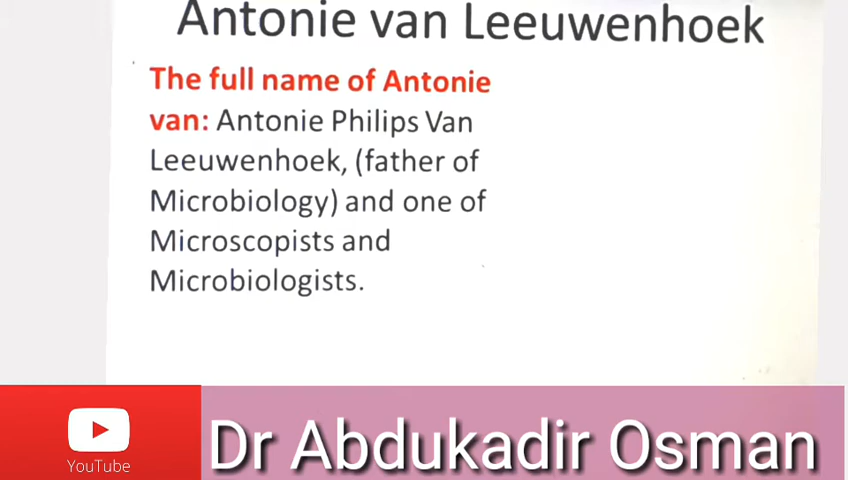 Antonie van Leeuwenhoek
The full name of Antonie
van: Antonie Philips Van
Leeuwenhoek, (father of
Microbiology) and one of
Microscopists and
Microbiologists.
YouTube
Dr Abdukadir Osman